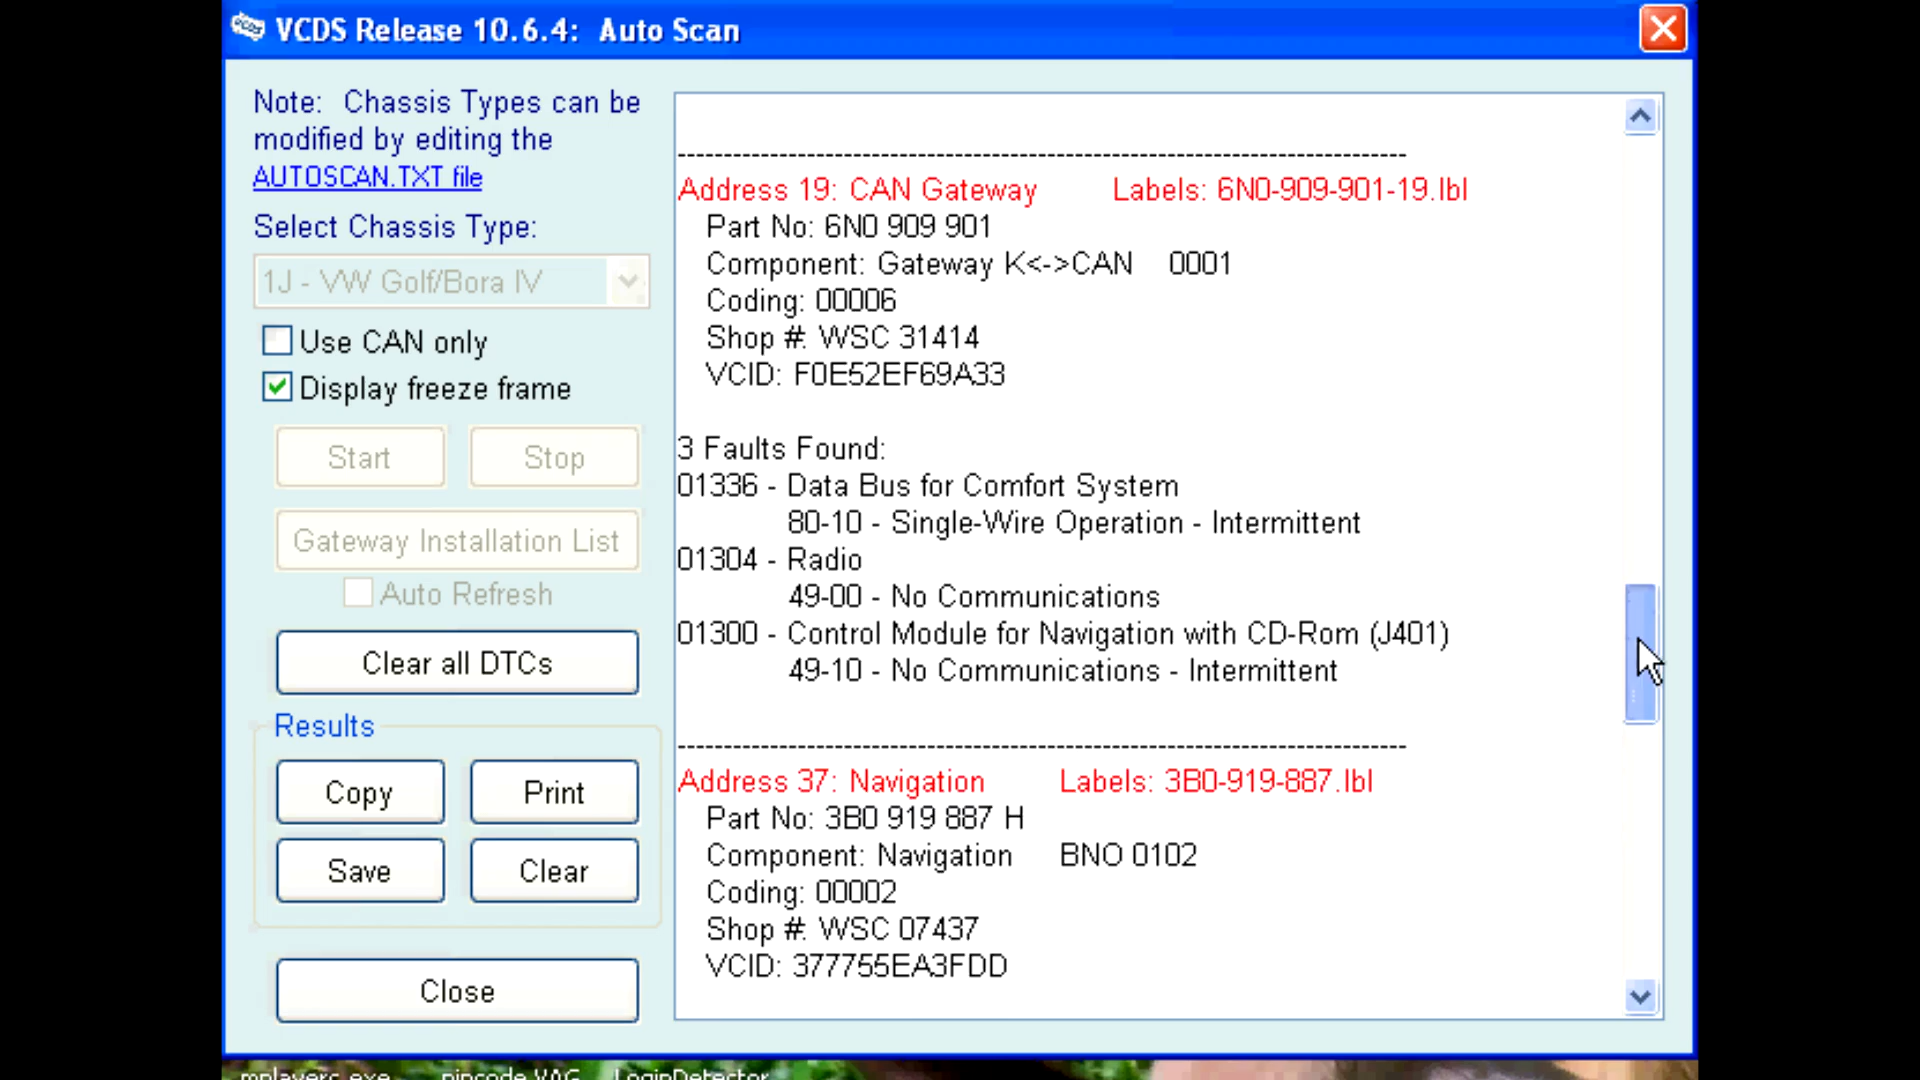 VCDS Release 10.6.4: Auto Scan
Note: Chassis Types can be
modified by editing the
AUTOSCAN.TXT file
Select Chassis Type:
1J - VW Golf/Bora IV
Use CAN only
Display freeze frame
Start Stop
Gateway Installation List
Auto Refresh
Clear all DTCs
Results
Copy Print
Save Clear
Close
--------------------------------------------------------------------------------
Address 19: CAN Gateway Labels: 6N0-909-901-19.lbl
Part No: 6N0 909 901
Component: Gateway K<->CAN 0001
Coding: 00006
Shop #: WSC 31414
VCID: F0E52EF69A33
3 Faults Found:
01336 - Data Bus for Comfort System
80-10 - Single-Wire Operation - Intermittent
01304 - Radio
49-00 - No Communications
01300 - Control Module for Navigation with CD-Rom (J401)
49-10 - No Communications - Intermittent
--------------------------------------------------------------------------------
Address 37: Navigation Labels: 3B0-919-887.lbl
Part No: 3B0 919 887 H
Component: Navigation BNO 0102
Coding: 00002
Shop #: WSC 07437
VCID: 377755EA3FDD
mplayerc.exe pincode VAG LoginDetector